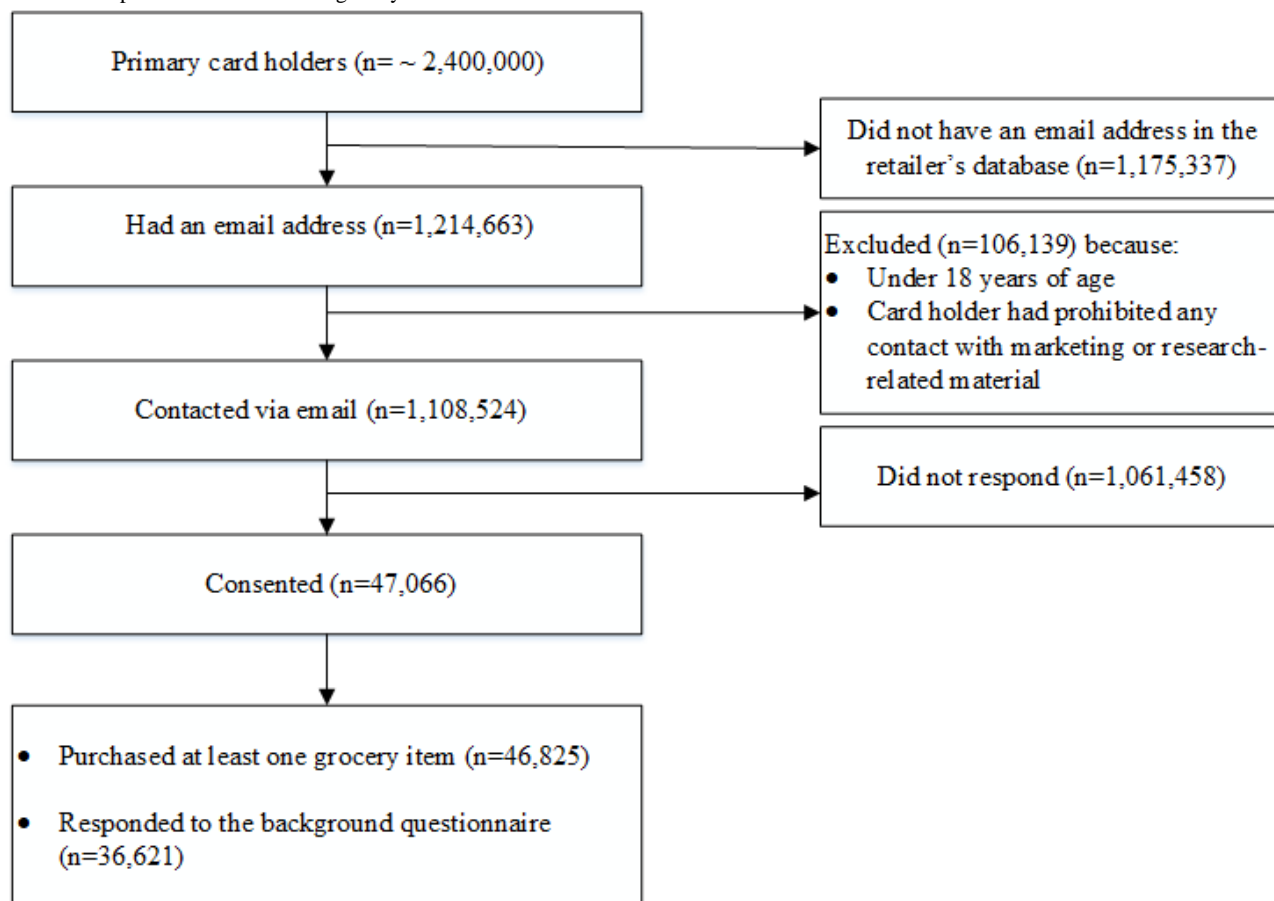 Primary card holders (n= ~ 2,400,000)
Did not have an email address in the
retailer’s database (n=1,175,337)
Had an email address (n=1,214,663)
Excluded (n=106,139) because:
• Under 18 years of age
• Card holder had prohibited any
contact with marketing or research-
related material
Contacted via email (n=1,108,524)
Did not respond (n=1,061,458)
Consented (n=47,066)
• Purchased at least one grocery item (n=46,825)
• Responded to the background questionnaire
(n=36,621)